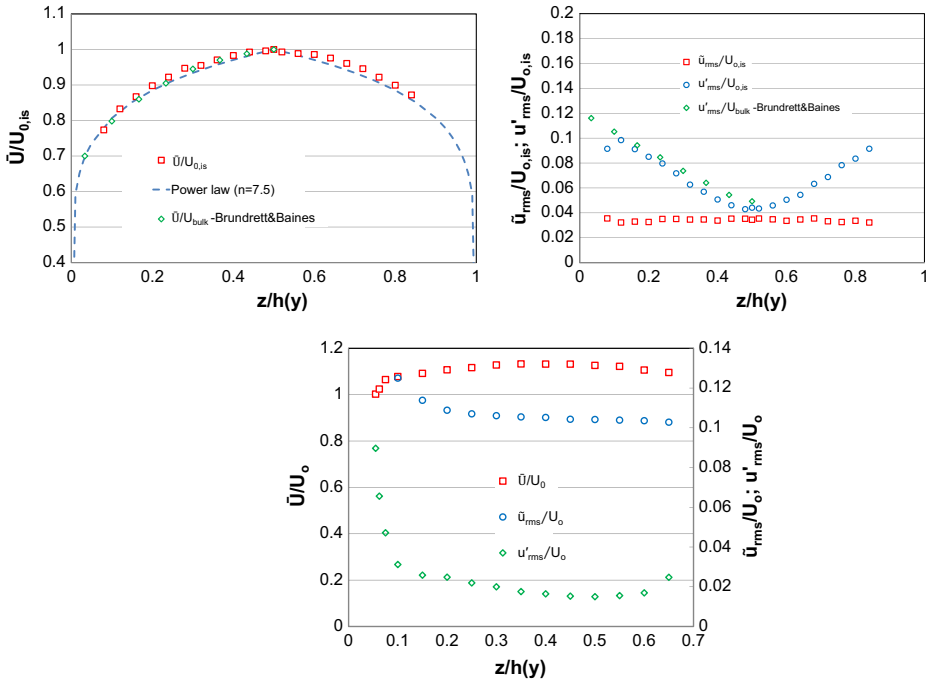 1.1
1
0.9
0.8
0.7
0.6
0.5
0.4
0 0.2 0.4 0.6 0.8 1
Ū/U0,is
z/h(y)
Ū/U0,is
Power law (n=7.5)
Ū/Ubulk -Brundrett&Baines
0.2
0.18
0.16
0.14
0.12
0.1
0.08
0.06
0.04
0.02
0
0 0.2 0.4 0.6 0.8 1
ũrms/Uo,is; u'rms/Uo,is
z/h(y)
ũrms/Uo,is
u'rms/Uo,is
u'rms/Ubulk -Brundrett&Baines
1.2
1
0.8
0.6
0.4
0.2
0
0 0.1 0.2 0.3 0.4 0.5 0.6 0.7
0.14
0.12
0.1
0.08
0.06
0.04
0.02
0
Ū/Uo
ũrms/Uo; u'rms/Uo
z/h(y)
Ū/U0
ũrms/Uo
u'rms/Uo